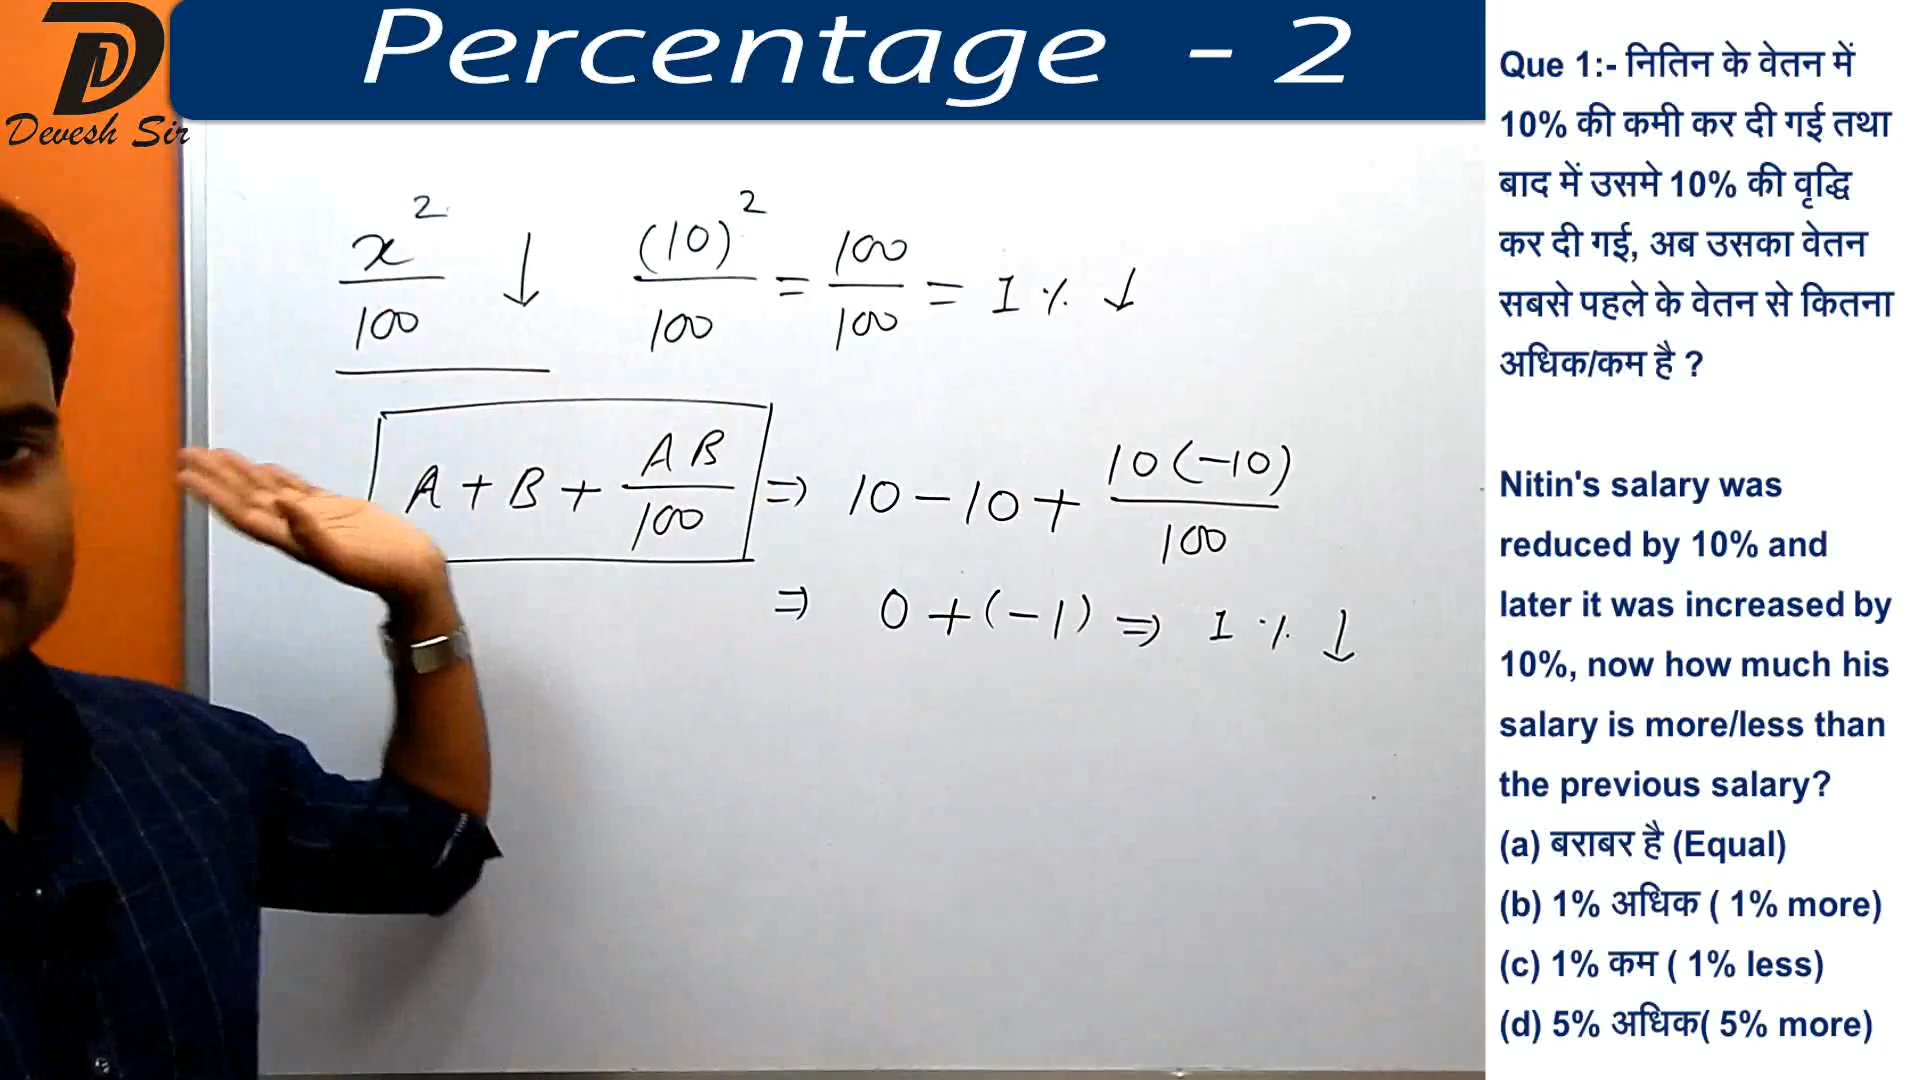 D
Devesh Sir
Percentage - 2
x²/100 ↓ (10)²/100 = 100/100 = 1% ↓
A + B + AB/100 ⇒ 10 - 10 + 10(-10)/100
⇒ 0 + (-1) ⇒ 1% ↓
Que 1:- नितिन के वेतन में
10% की कमी कर दी गई तथा
बाद में उसमे 10% की वृद्धि
कर दी गई, अब उसका वेतन
सबसे पहले के वेतन से कितना
अधिक/कम है ?
Nitin's salary was
reduced by 10% and
later it was increased by
10%, now how much his
salary is more/less than
the previous salary?
(a) बराबर है (Equal)
(b) 1% अधिक ( 1% more)
(c) 1% कम ( 1% less)
(d) 5% अधिक( 5% more)